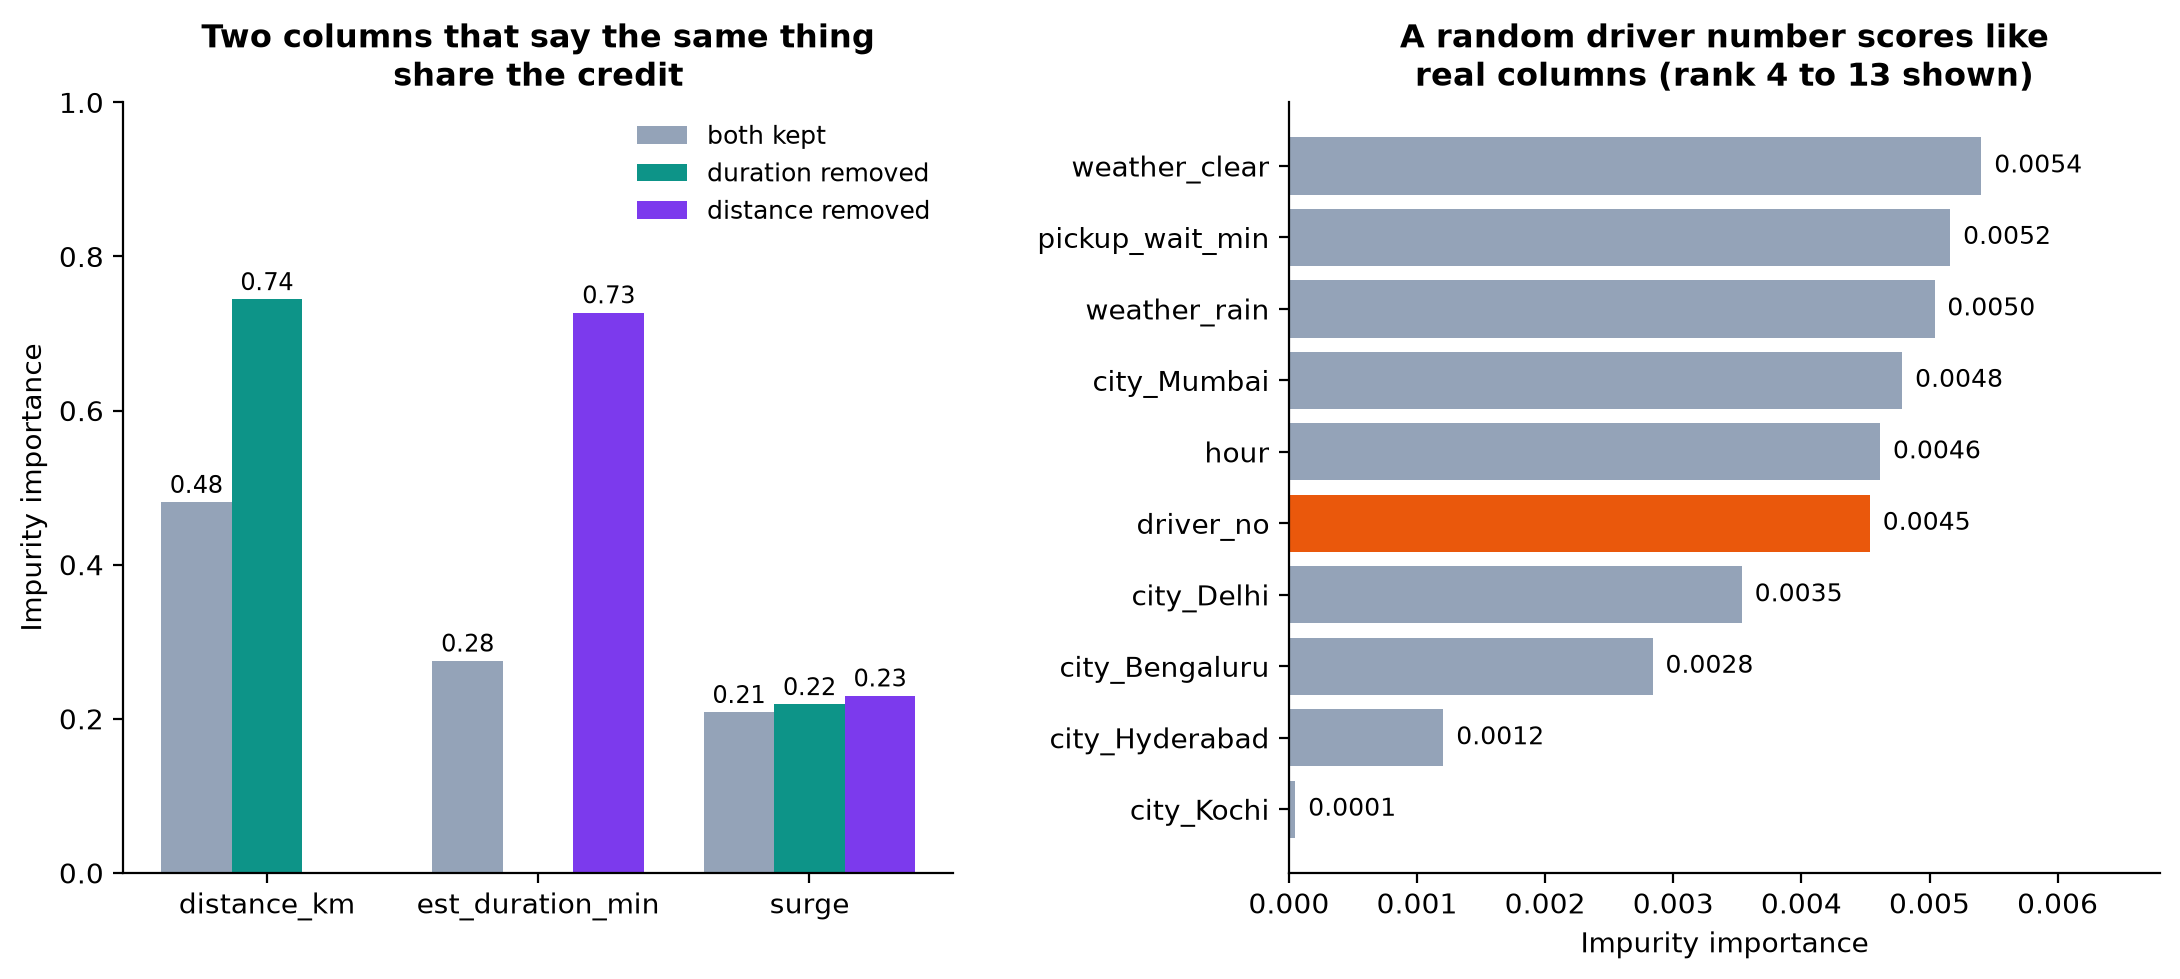 Two columns that say the same thing
share the credit
both kept
duration removed
distance removed
Impurity importance
1.0
0.8
0.6
0.4
0.2
0.0
0.48
0.74
0.28
0.73
0.21
0.22
0.23
distance_km
est_duration_min
surge
A random driver number scores like
real columns (rank 4 to 13 shown)
weather_clear 0.0054
pickup_wait_min 0.0052
weather_rain 0.0050
city_Mumbai 0.0048
hour 0.0046
driver_no 0.0045
city_Delhi 0.0035
city_Bengaluru 0.0028
city_Hyderabad 0.0012
city_Kochi 0.0001
0.000 0.001 0.002 0.003 0.004 0.005 0.006
Impurity importance